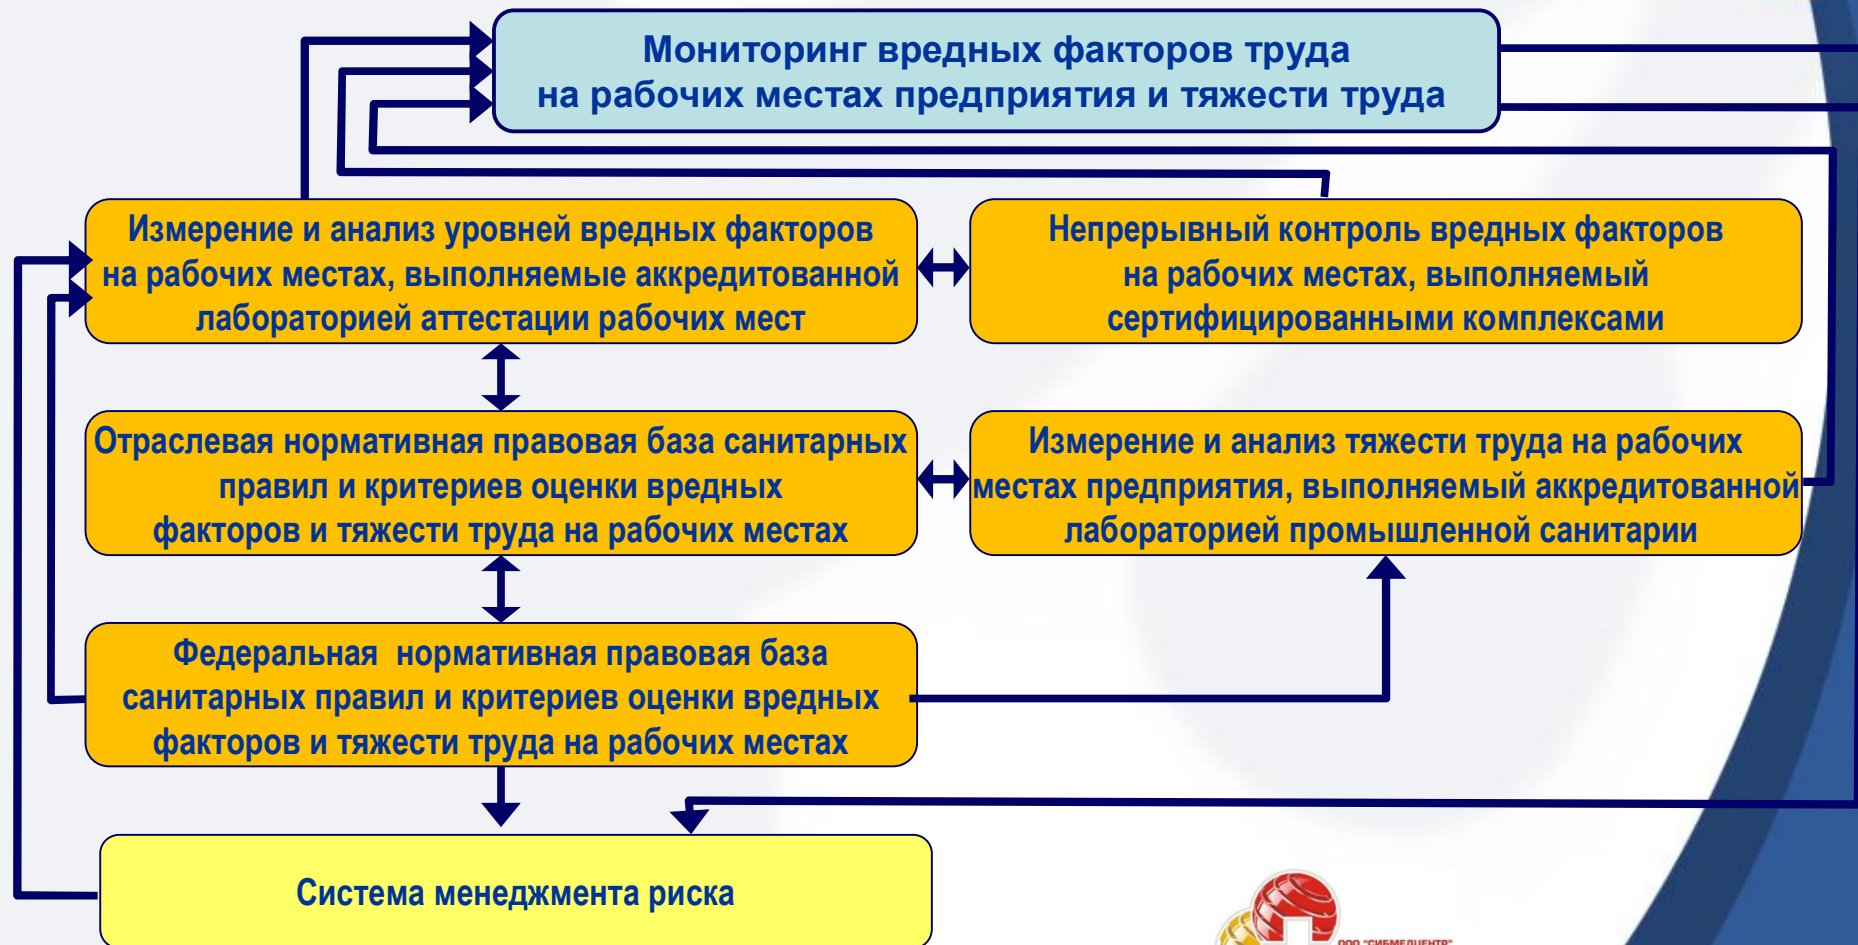 Мониторинг вредных факторов труда
на рабочих местах предприятия и тяжести труда
Измерение и анализ уровней вредных факторов
на рабочих местах, выполняемые аккредитованной
лабораторией аттестации рабочих мест
Непрерывный контроль вредных факторов
на рабочих местах, выполняемый
сертифицированными комплексами
Отраслевая нормативная правовая база санитарных
правил и критериев оценки вредных
факторов и тяжести труда на рабочих местах
Измерение и анализ тяжести труда на рабочих
местах предприятия, выполняемый аккредитованной
лабораторией промышленной санитарии
Федеральная нормативная правовая база
санитарных правил и критериев оценки вредных
факторов и тяжести труда на рабочих местах
Система менеджмента риска
ООО "СИБМЕДЦЕНТР"